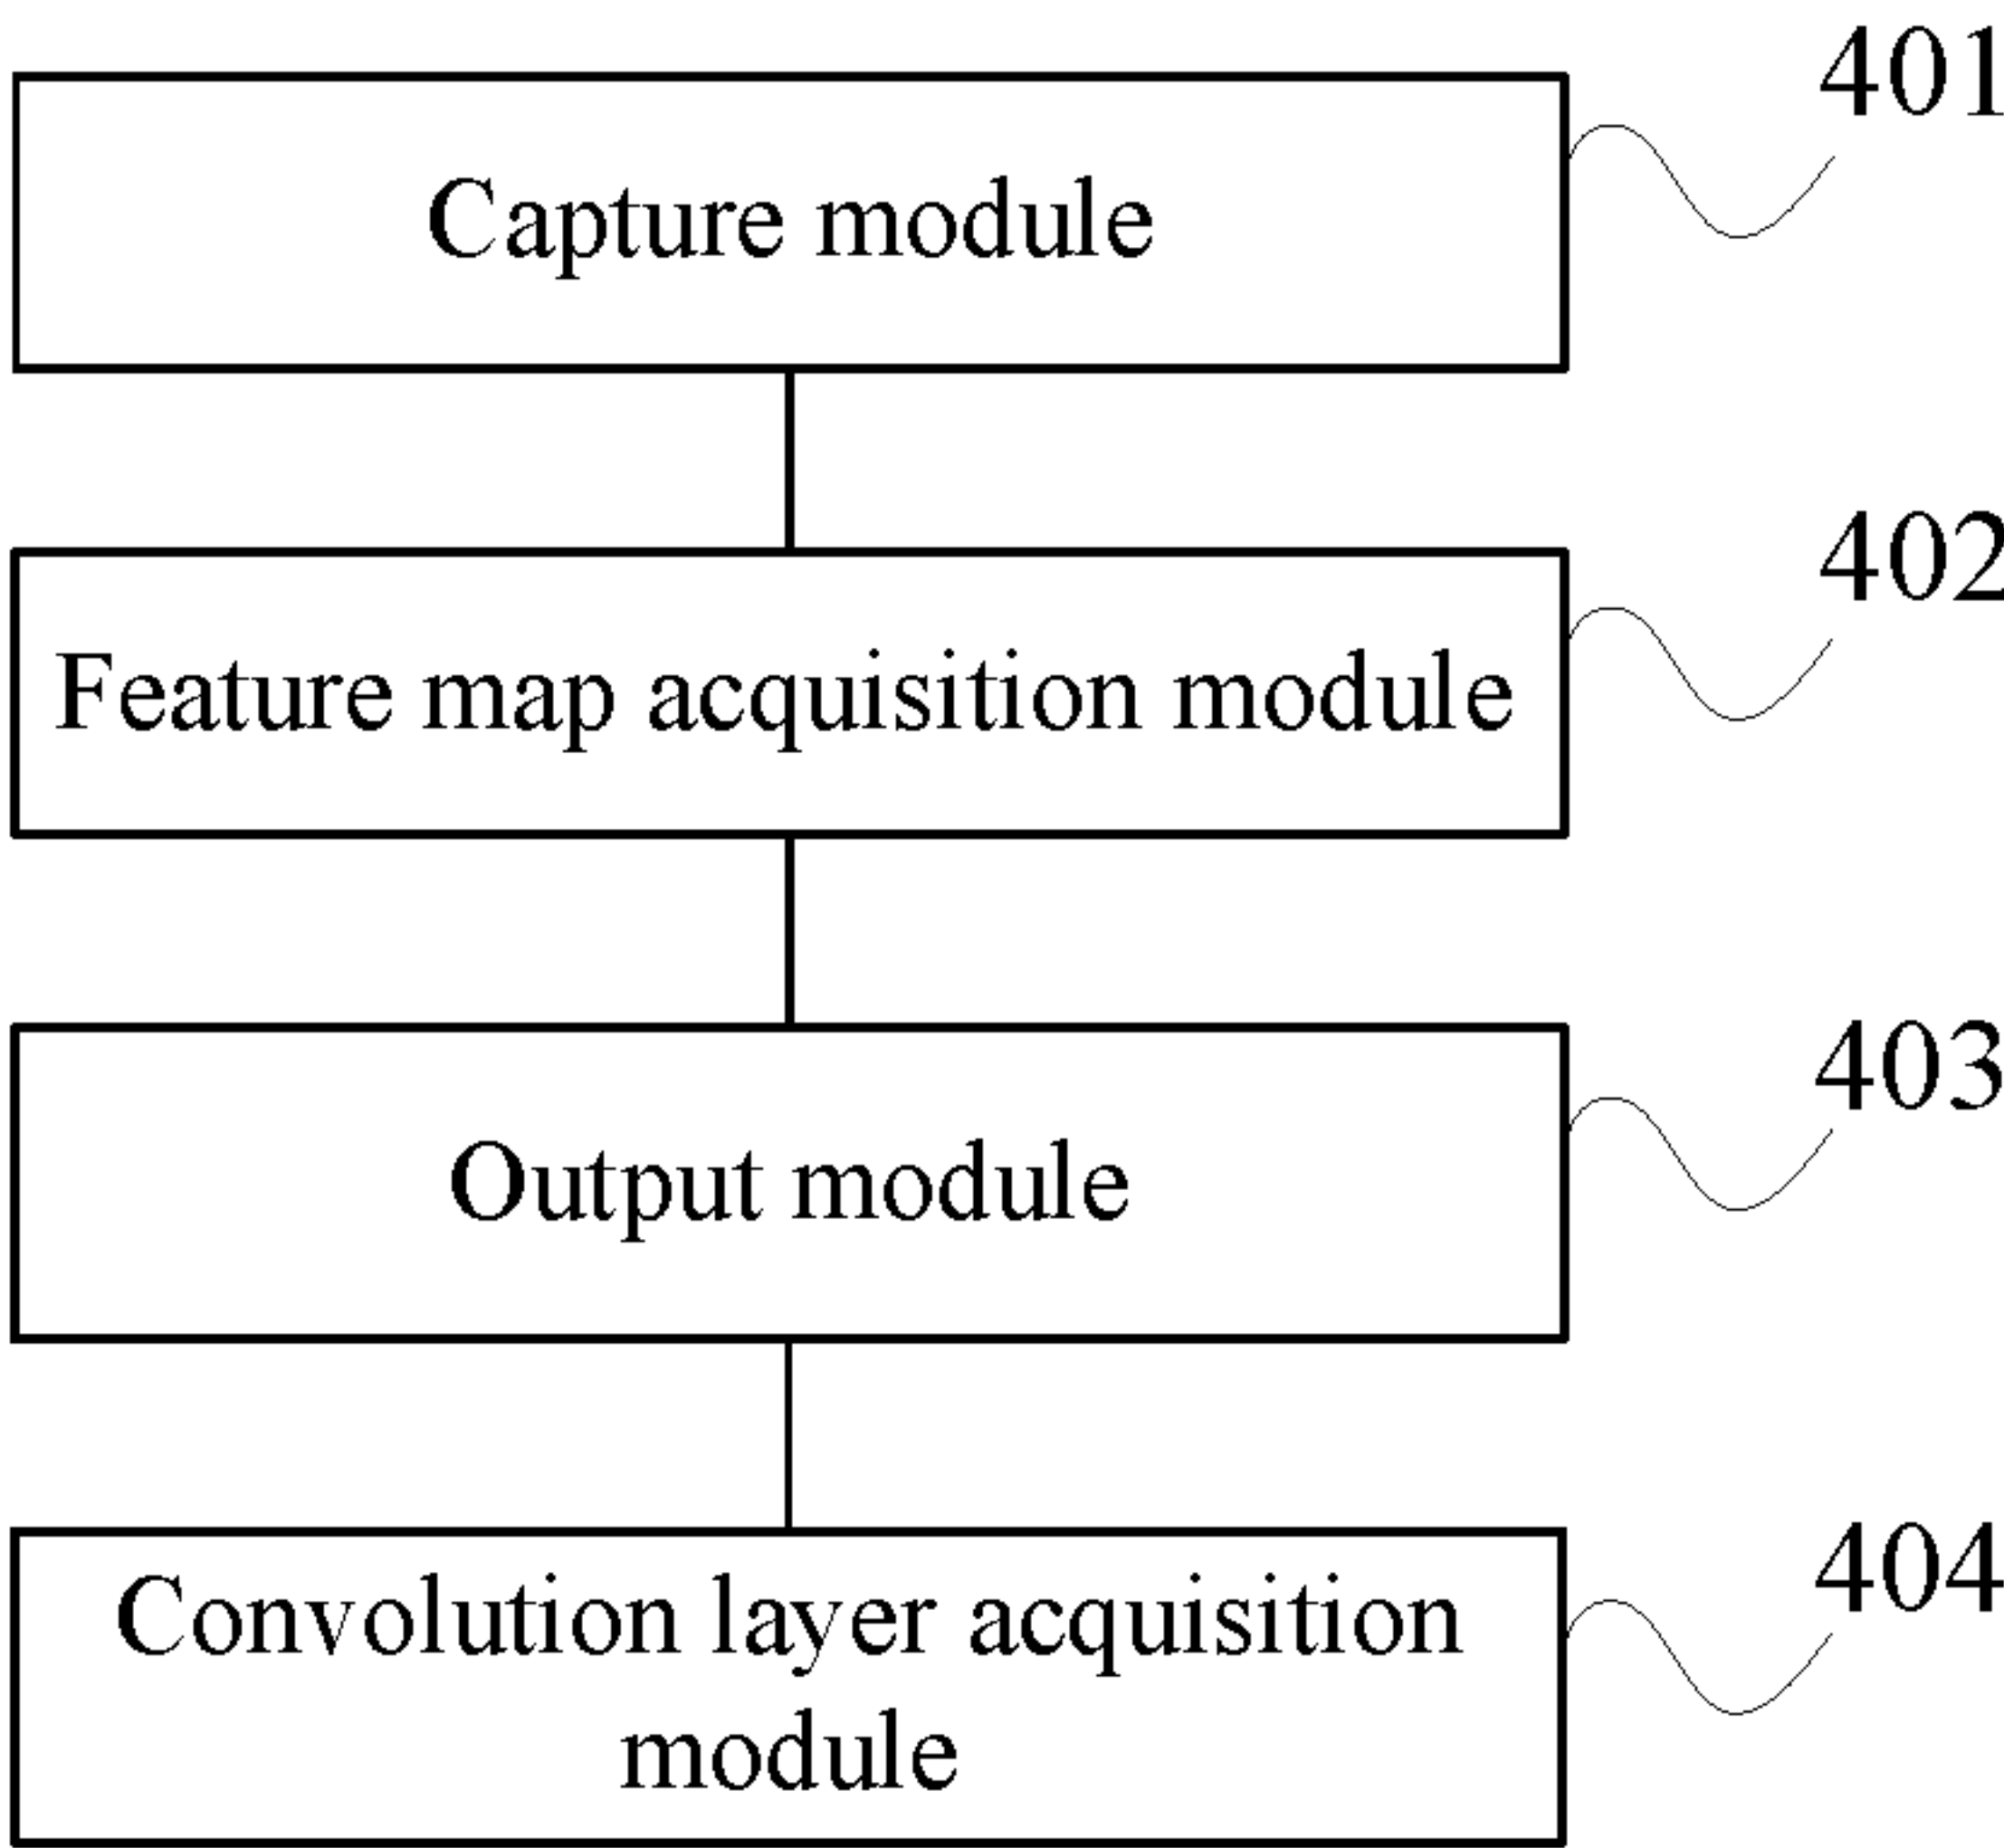 401
Capture module
402
Feature map acquisition module
403
Output module
404
Convolution layer acquisition
module